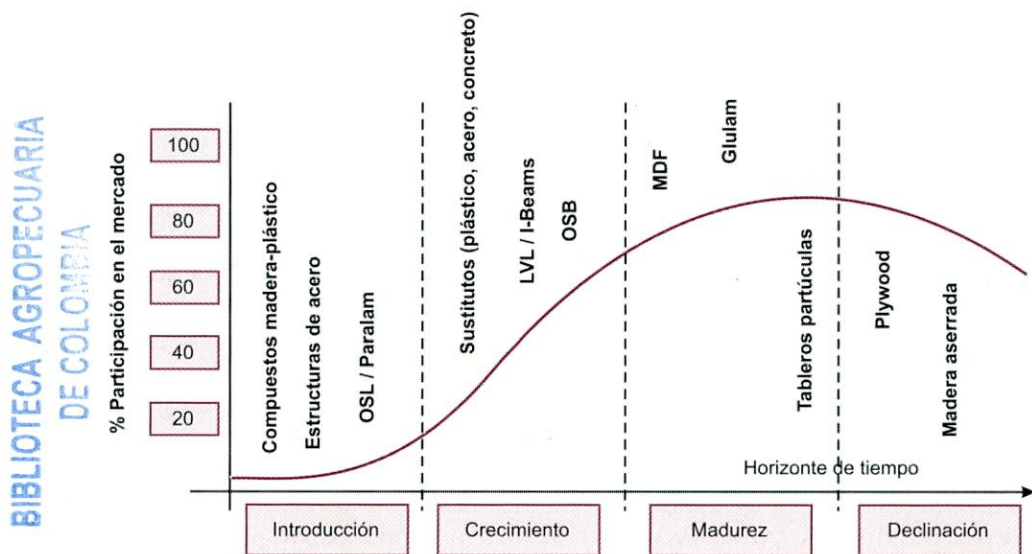 BIBLIOTECA AGROPECUARIA
DE COLOMBIA
% Participación en el mercado
100
80
60
40
20
Compuestos madera-plástico
Estructuras de acero
OSL / Paralam
Sustitutos (plástico, acero, concreto)
LVL / I-Beams
OSB
MDF
Glulam
Tableros partúculas
Plywood
Madera aserrada
Horizonte de tiempo
Introducción
Crecimiento
Madurez
Declinación